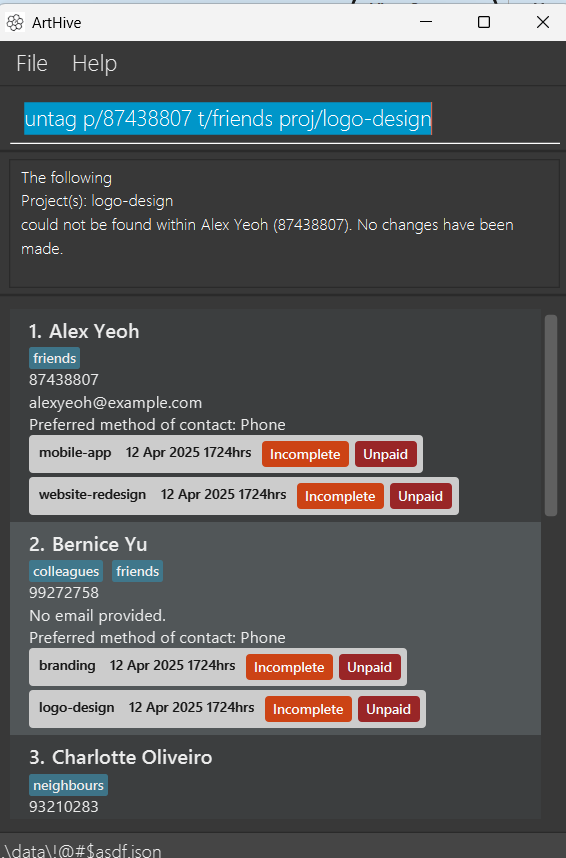 ArtHive
File Help
untag p/87438807 t/friends proj/logo-design
The following
Project(s): logo-design
could not be found within Alex Yeoh (87438807). No changes have been
made.
1. Alex Yeoh
friends
87438807
alexyeoh@example.com
Preferred method of contact: Phone
mobile-app 12 Apr 2025 1724hrs Incomplete Unpaid
website-redesign 12 Apr 2025 1724hrs Incomplete Unpaid
2. Bernice Yu
colleagues friends
99272758
No email provided.
Preferred method of contact: Phone
branding 12 Apr 2025 1724hrs Incomplete Unpaid
logo-design 12 Apr 2025 1724hrs Incomplete Unpaid
3. Charlotte Oliveiro
neighbours
93210283
.\data\!@#$asdf.json